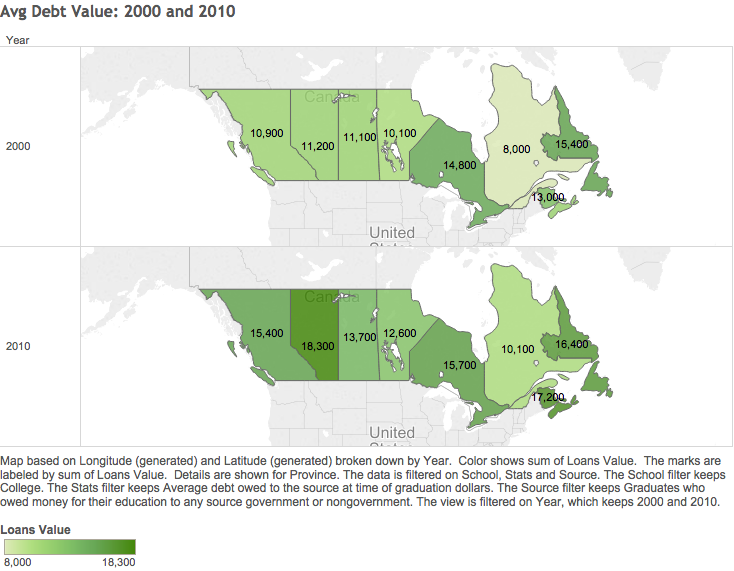 Avg Debt Value: 2000 and 2010
Year
2000
Canada
10,900
11,200
11,100
10,100
14,800
8,000
15,400
13,000
United
2010
Canada
15,400
18,300
13,700
12,600
15,700
10,100
16,400
17,200
United
Map based on Longitude (generated) and Latitude (generated) broken down by Year.  Color shows sum of Loans Value.  The marks are
labeled by sum of Loans Value.  Details are shown for Province. The data is filtered on School, Stats and Source. The School filter keeps
College. The Stats filter keeps Average debt owed to the source at time of graduation dollars. The Source filter keeps Graduates who
owed money for their education to any source government or nongovernment. The view is filtered on Year, which keeps 2000 and 2010.
Loans Value
8,000 18,300